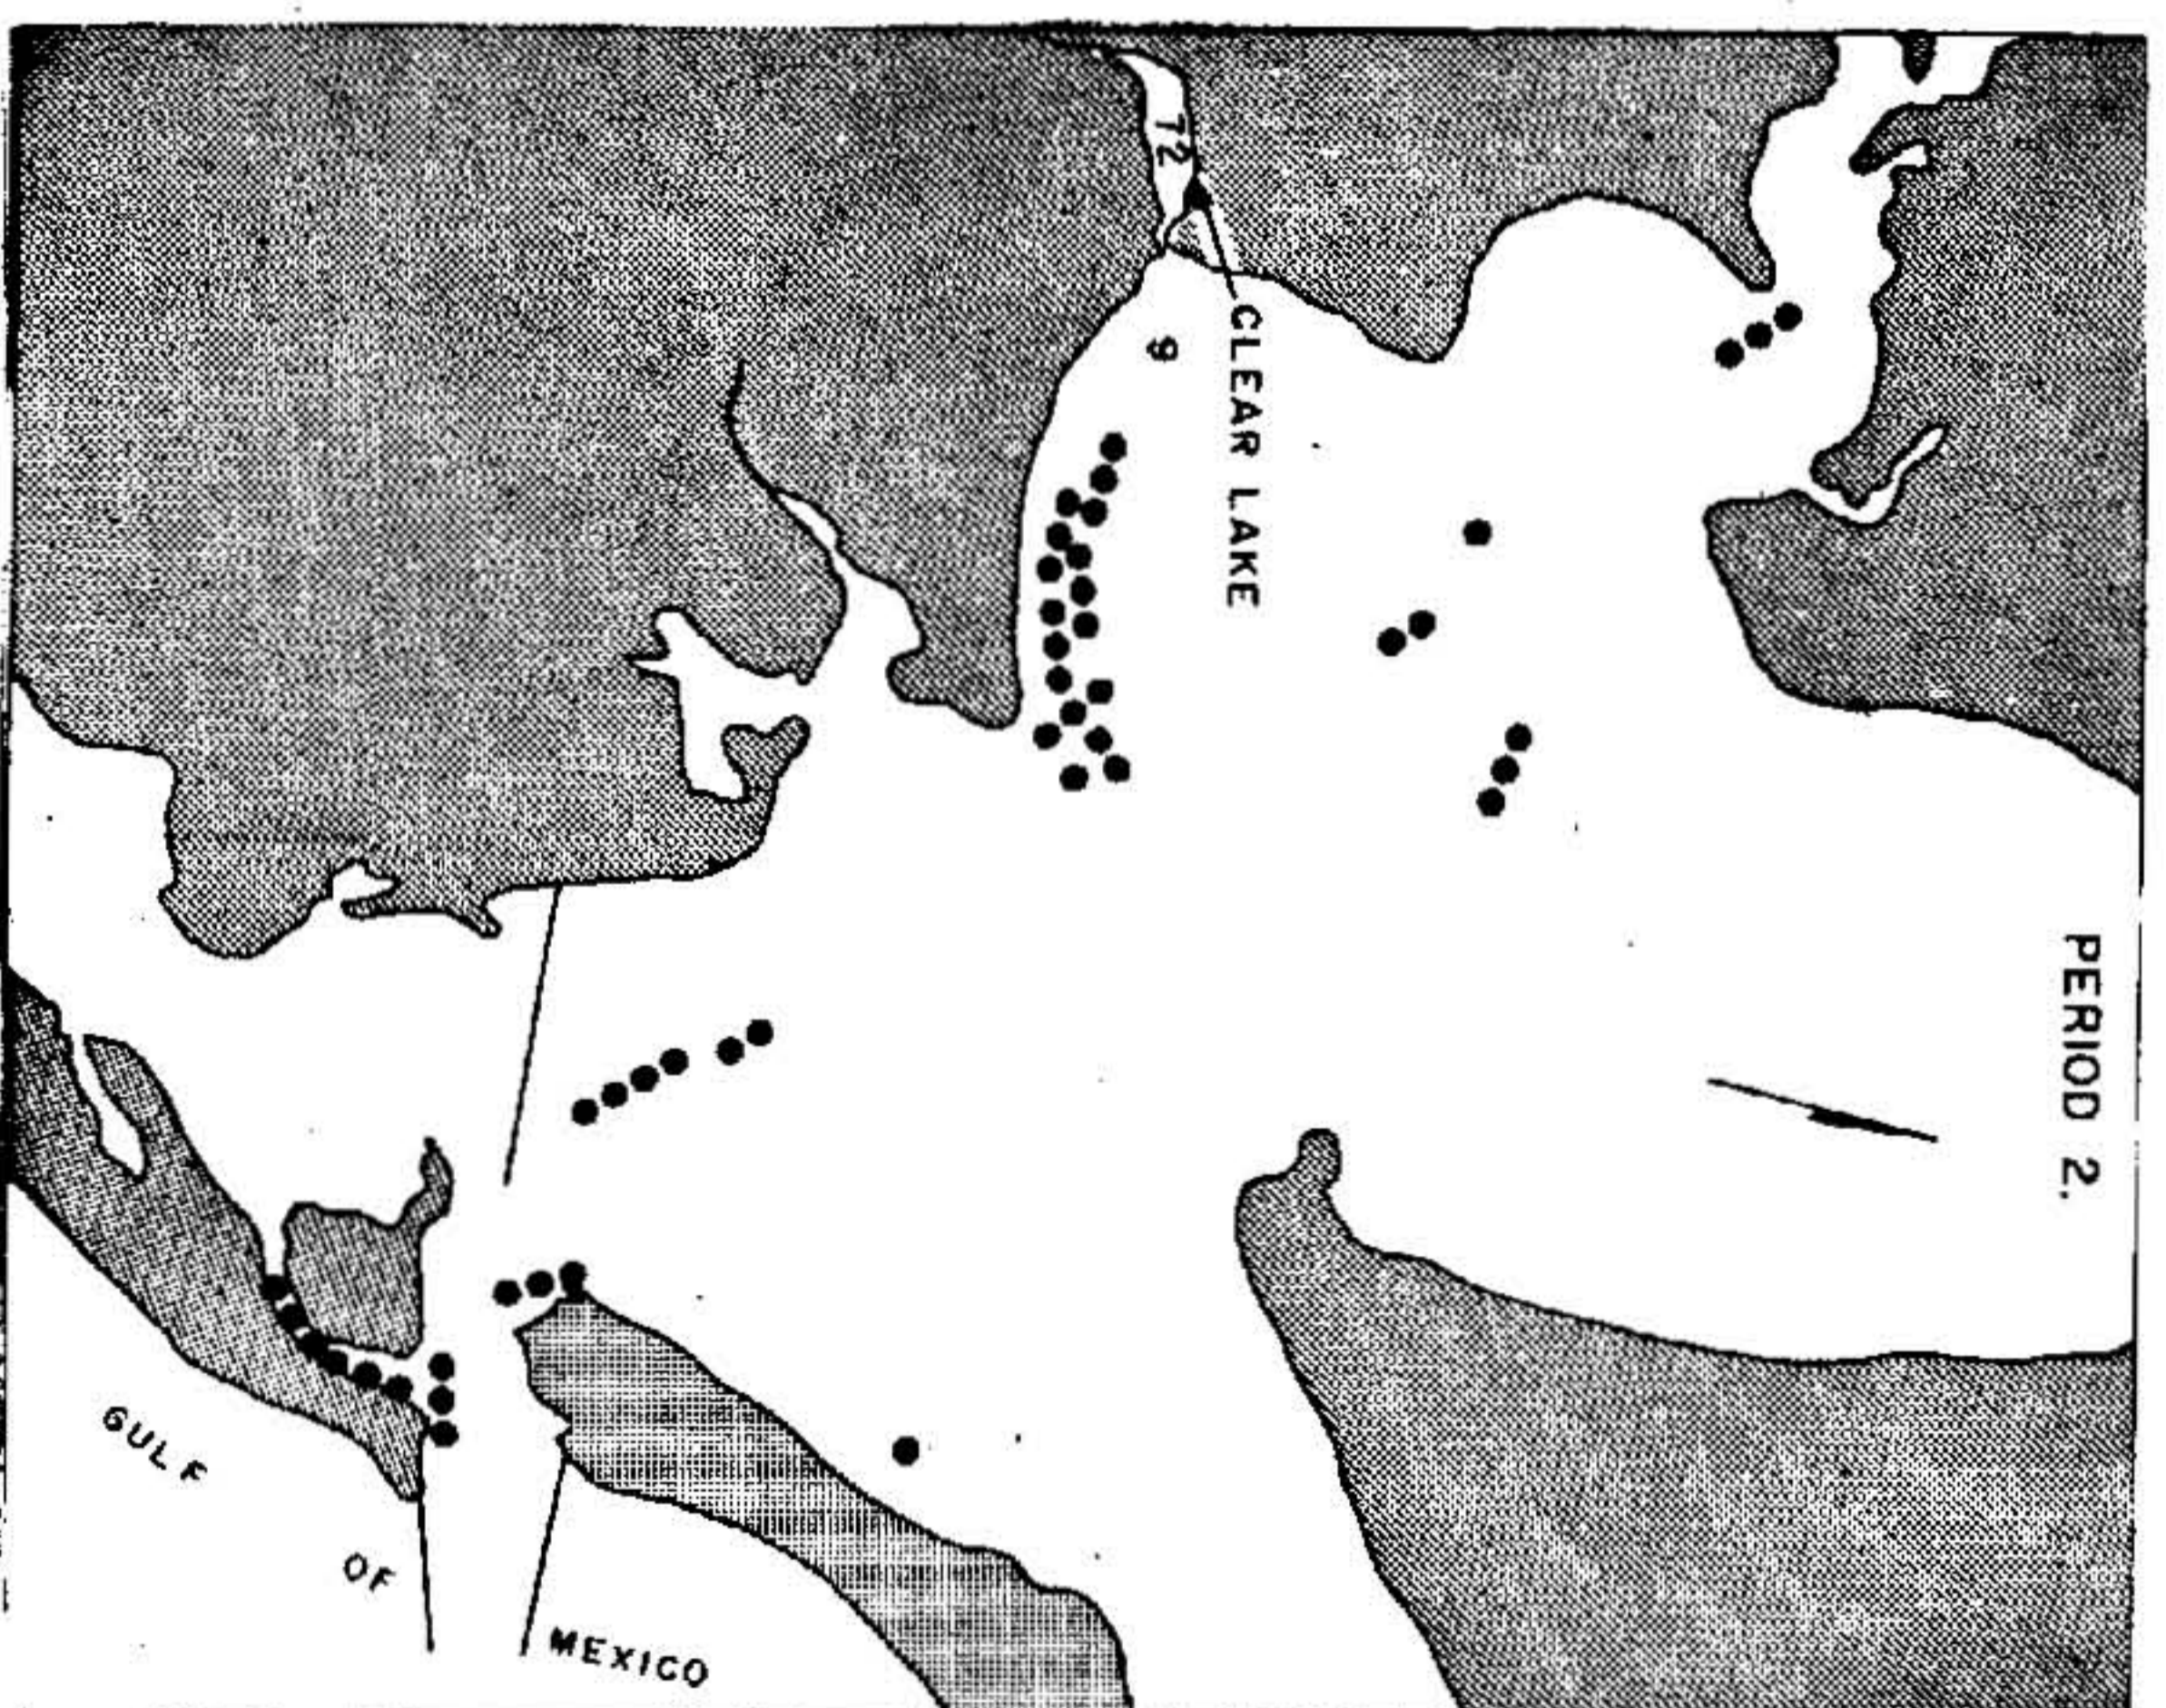 PERIOD 2.
CLEAR LAKE
72
9
GULF
OF
MEXICO